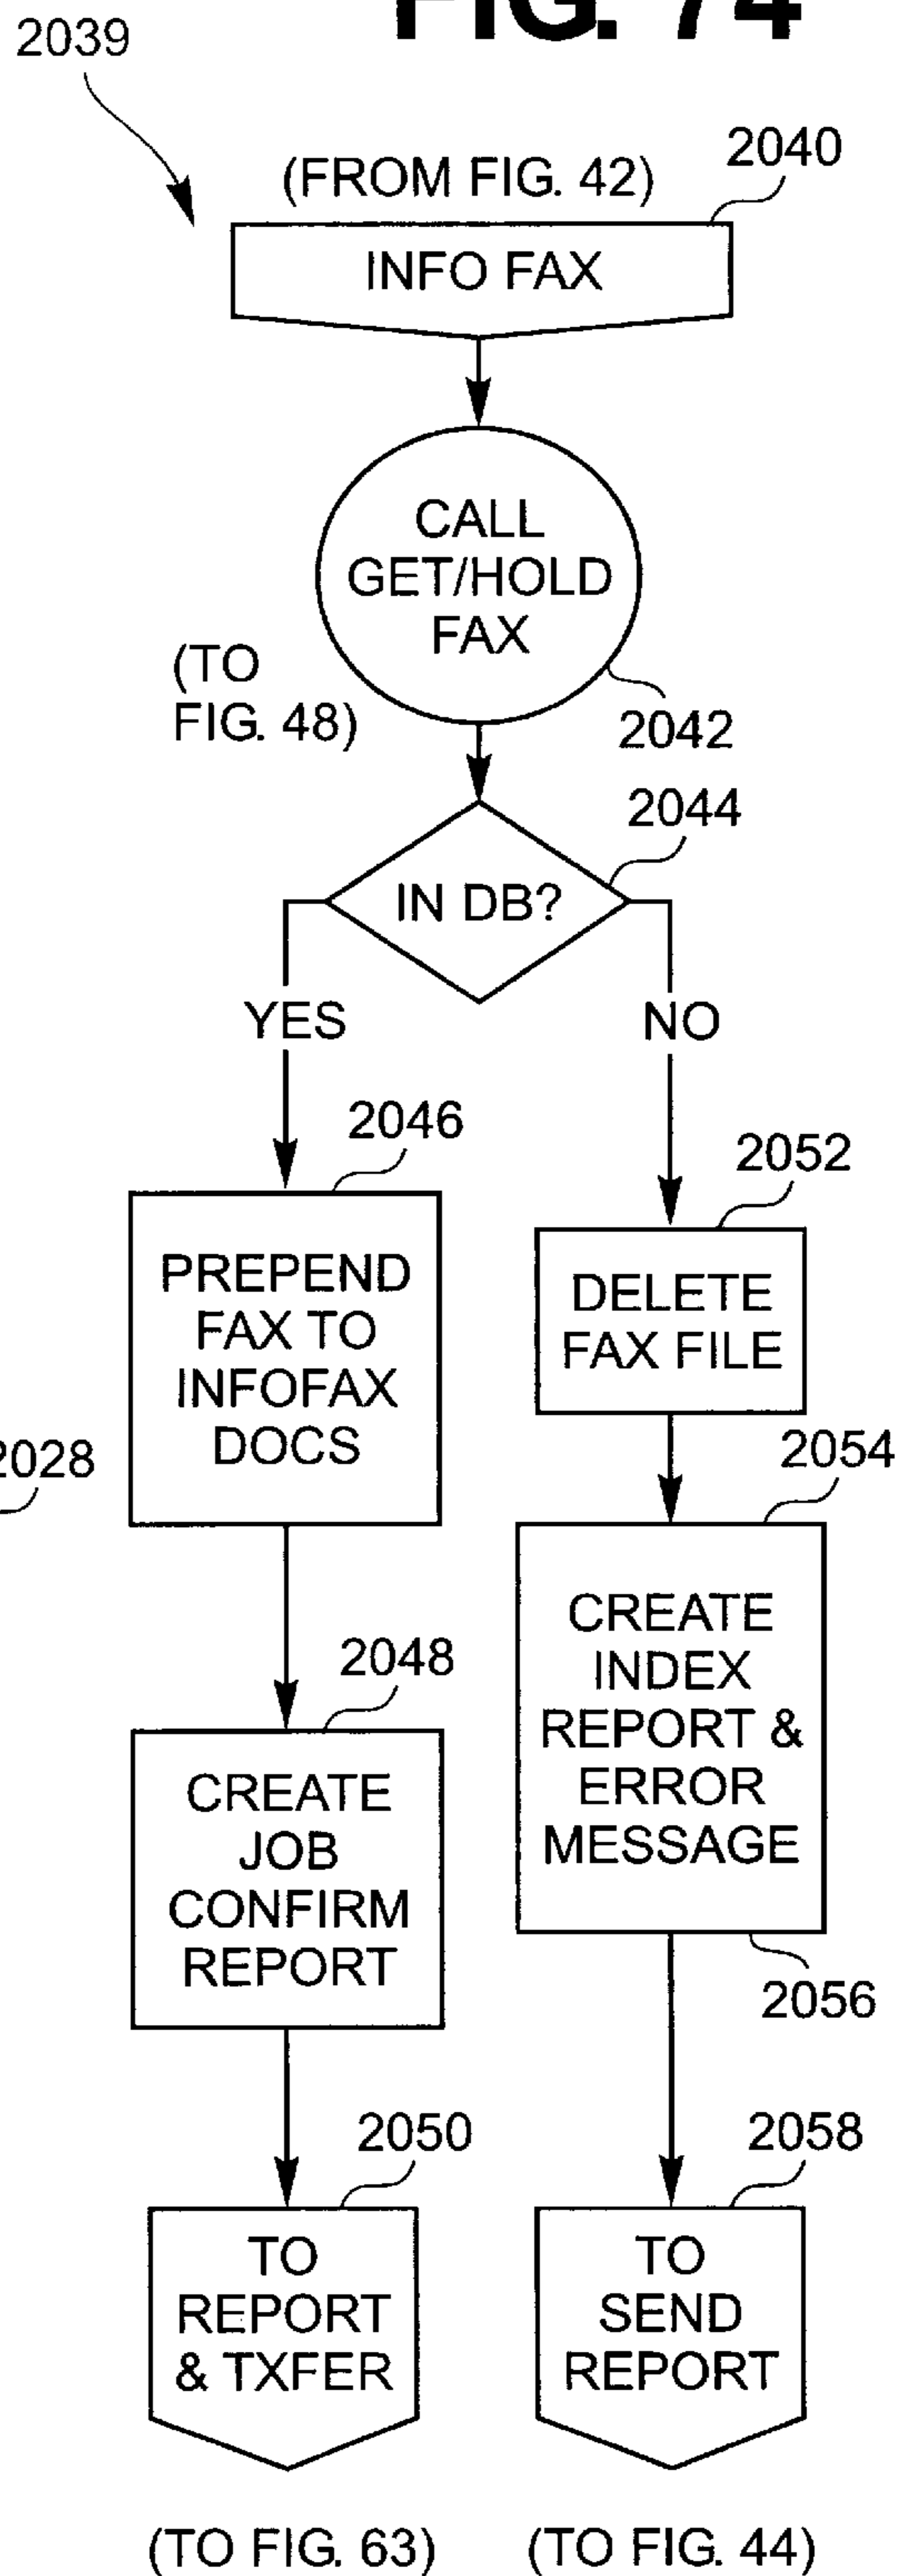 FIG. 74
2039
(FROM FIG. 42)
2040
INFO FAX
CALL
GET/HOLD
FAX
(TO
FIG. 48)
2042
2044
IN DB?
YES
NO
2046
PREPEND
FAX TO
INFOFAX
DOCS
2028
2048
CREATE
JOB
CONFIRM
REPORT
2050
TO
REPORT
& TXFER
(TO FIG. 63)
2052
DELETE
FAX FILE
2054
CREATE
INDEX
REPORT &
ERROR
MESSAGE
2056
2058
TO
SEND
REPORT
(TO FIG. 44)